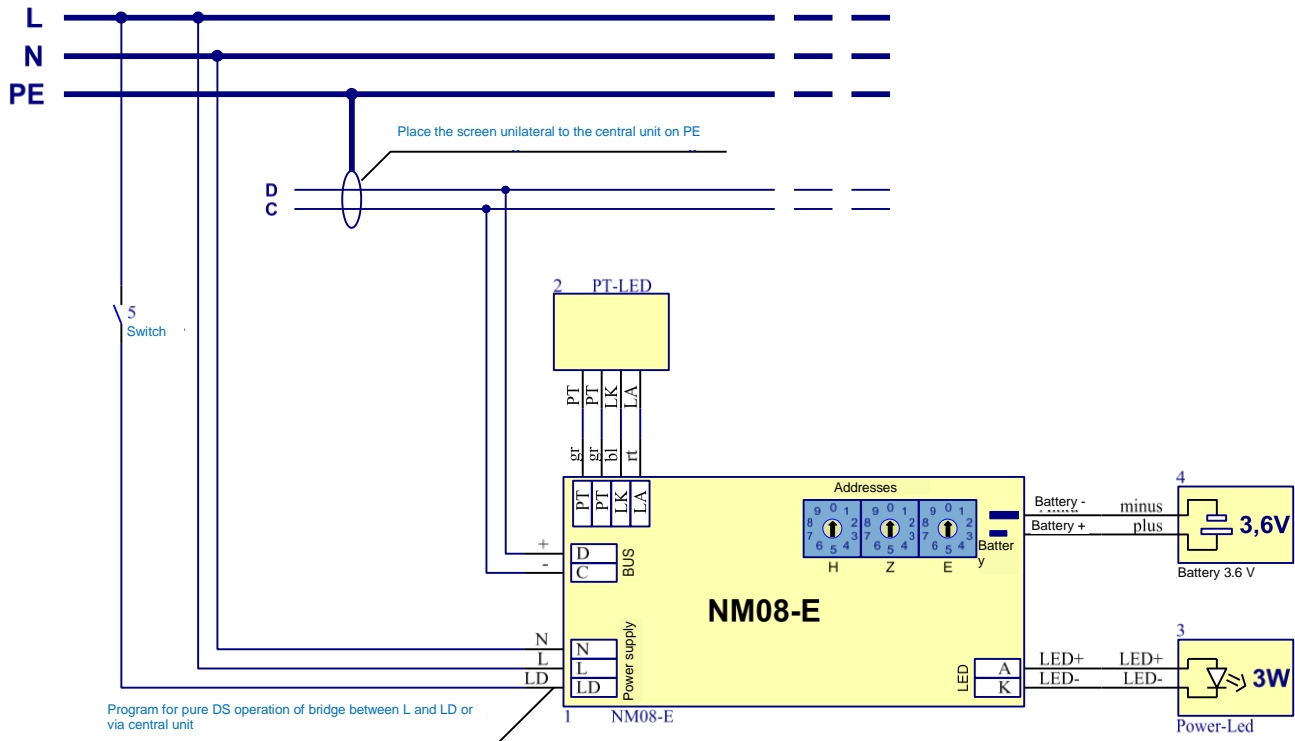 L
N
PE
Place the screen unilateral to the central unit on PE
D
C
2 PT-LED
5
Switch
PT PT LK LA
gr gr bl rt
PT PT LK LA
Addresses
9 0 1 8 2 7 3 6 5 4
9 0 1 8 2 7 3 6 5 4
9 0 1 8 2 7 3 6 5 4
H Z E
Batter
y
Battery - minus
Battery + plus
4
3,6V
Battery 3.6 V
+ D
- C
BUS
NM08-E
N N
L L
LD LD
Power supply
LED
A
K
LED+ LED+
LED- LED-
3
3W
Power-Led
1 NM08-E
Program for pure DS operation of bridge between L and LD or
via central unit